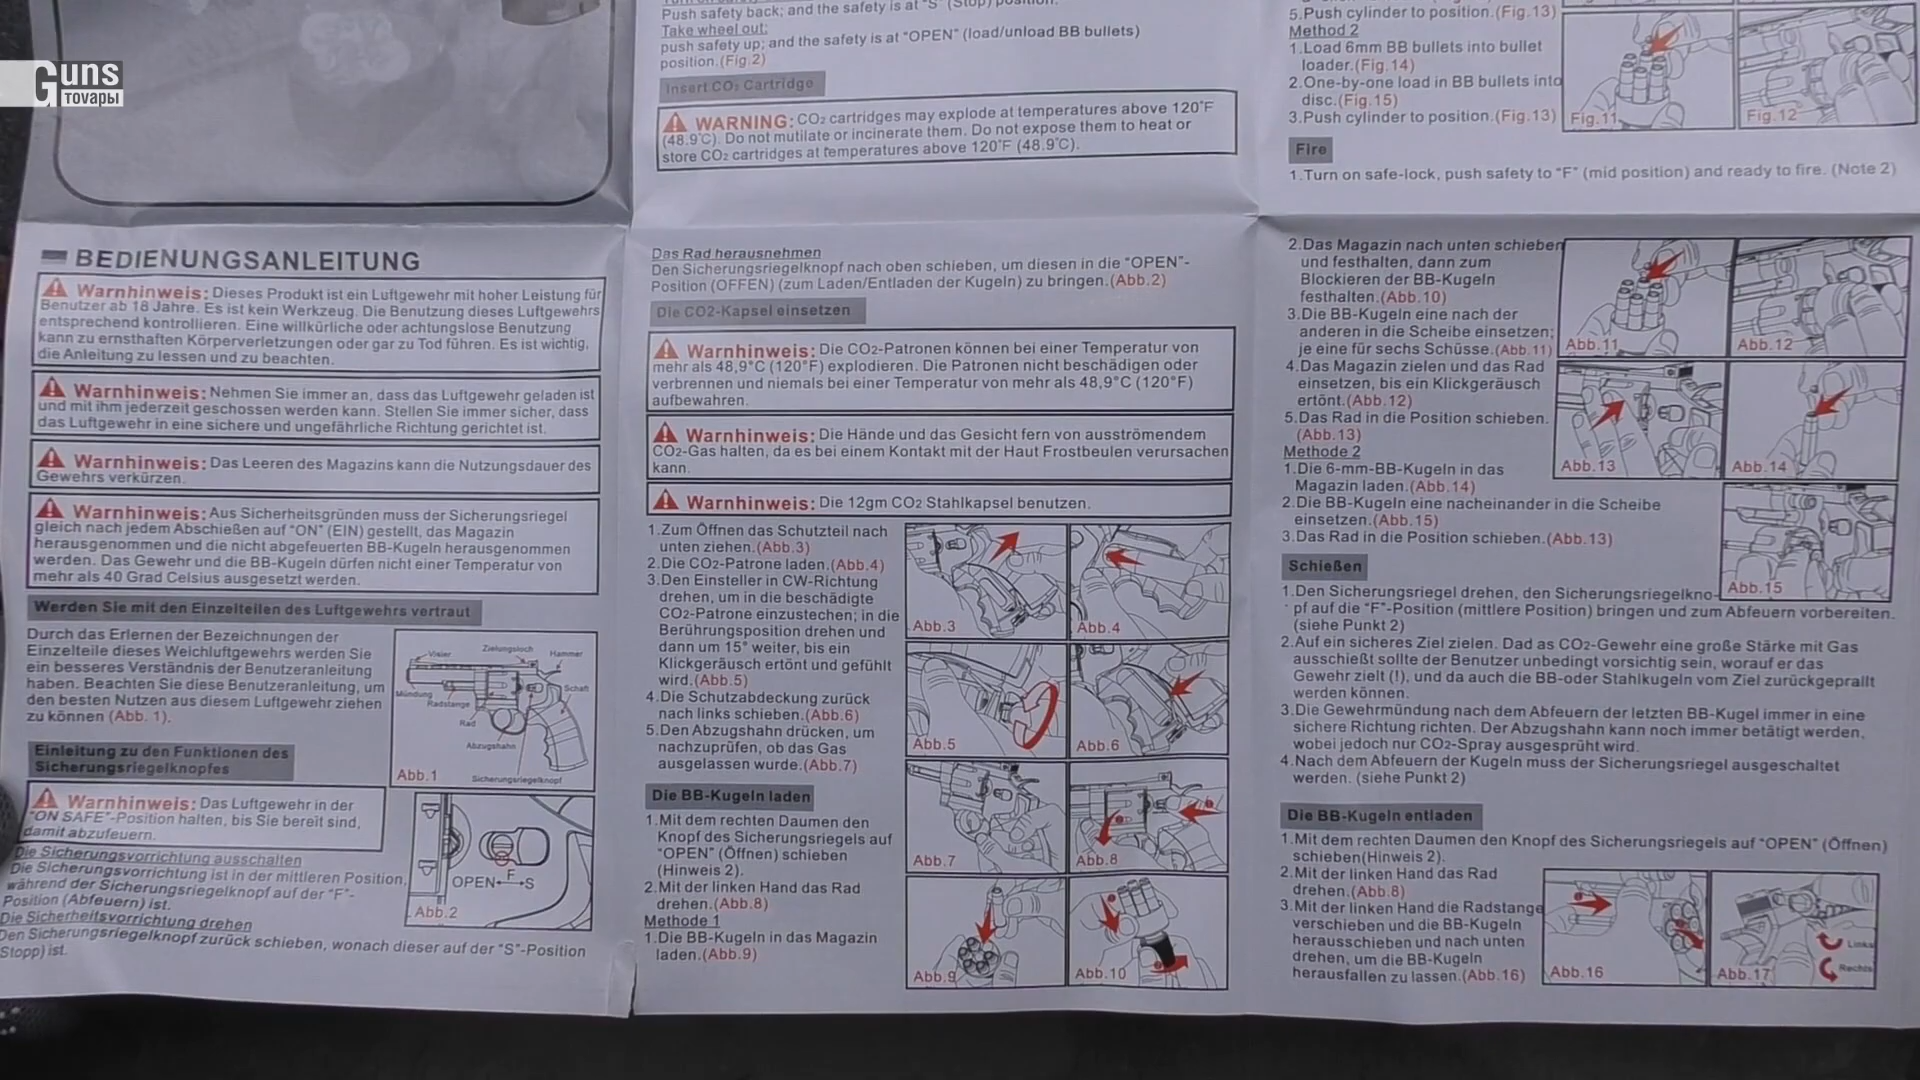 Guns
товары
Push safety back; and the safety is at "S" (Stop) position.
Take wheel out:
push safety up; and the safety is at "OPEN" (load/unload BB bullets)
position.(Fig.2)
Insert CO₂ Cartridge
WARNING: CO₂ cartridges may explode at temperatures above 120°F
(48.9°C). Do not mutilate or incinerate them. Do not expose them to heat or
store CO₂ cartridges at temperatures above 120°F (48.9°C).
5.Push cylinder to position.(Fig.13)
Method 2
1.Load 6mm BB bullets into bullet
loader.(Fig.14)
2.One-by-one load in BB bullets into
disc.(Fig.15)
3.Push cylinder to position.(Fig.13)
Fig.11
Fig.12
Fire
1.Turn on safe-lock, push safety to "F" (mid position) and ready to fire. (Note 2)
BEDIENUNGSANLEITUNG
Warnhinweis: Dieses Produkt ist ein Luftgewehr mit hoher Leistung für
Benutzer ab 18 Jahre. Es ist kein Werkzeug. Die Benutzung dieses Luftgewehrs
entsprechend kontrollieren. Eine willkürliche oder achtungslose Benutzung
kann zu ernsthaften Körperverletzungen oder gar zu Tod führen. Es ist wichtig,
die Anleitung zu lessen und zu beachten.
Warnhinweis: Nehmen Sie immer an, dass das Luftgewehr geladen ist
und mit ihm jederzeit geschossen werden kann. Stellen Sie immer sicher, dass
das Luftgewehr in eine sichere und ungefährliche Richtung gerichtet ist.
Warnhinweis: Das Leeren des Magazins kann die Nutzungsdauer des
Gewehrs verkürzen.
Warnhinweis: Aus Sicherheitsgründen muss der Sicherungsriegel
gleich nach jedem Abschießen auf "ON" (EIN) gestellt, das Magazin
herausgenommen und die nicht abgefeuerten BB-Kugeln herausgenommen
werden. Das Gewehr und die BB-Kugeln dürfen nicht einer Temperatur von
mehr als 40 Grad Celsius ausgesetzt werden.
Werden Sie mit den Einzelteilen des Luftgewehrs vertraut
Durch das Erlernen der Bezeichnungen der
Einzelteile dieses Weichluftgewehrs werden Sie
ein besseres Verständnis der Benutzeranleitung
haben. Beachten Sie diese Benutzeranleitung, um
den besten Nutzen aus diesem Luftgewehr ziehen
zu können (Abb. 1).
Visier
Zielungsloch
Hammer
Mündung
Radstange
Schaft
Rad
Abzugshahn
Abb.1
Sicherungsriegelknopf
Einleitung zu den Funktionen des
Sicherungsriegelknopfes
Warnhinweis: Das Luftgewehr in der
"ON SAFE"-Position halten, bis Sie bereit sind,
damit abzufeuern.
Die Sicherungsvorrichtung ausschalten
Die Sicherungsvorrichtung ist in der mittleren Position,
während der Sicherungsriegelknopf auf der "F"-
Position (Abfeuern) ist.
Die Sicherheitsvorrichtung drehen
Den Sicherungsriegelknopf zurück schieben, wonach dieser auf der "S"-Position
Stopp) ist.
F
OPEN S
Abb.2
Das Rad herausnehmen
Den Sicherungsriegelknopf nach oben schieben, um diesen in die "OPEN"-
Position (OFFEN) (zum Laden/Entladen der Kugeln) zu bringen.(Abb.2)
Die CO2-Kapsel einsetzen
Warnhinweis: Die CO₂-Patronen können bei einer Temperatur von
mehr als 48,9°C (120°F) explodieren. Die Patronen nicht beschädigen oder
verbrennen und niemals bei einer Temperatur von mehr als 48,9°C (120°F)
aufbewahren.
Warnhinweis: Die Hände und das Gesicht fern von ausströmendem
CO₂-Gas halten, da es bei einem Kontakt mit der Haut Frostbeulen verursachen
kann.
Warnhinweis: Die 12gm CO₂ Stahlkapsel benutzen.
1.Zum Öffnen das Schutzteil nach
unten ziehen.(Abb.3)
2.Die CO₂-Patrone laden.(Abb.4)
3.Den Einsteller in CW-Richtung
drehen, um in die beschädigte
CO₂-Patrone einzustechen; in die
Berührungsposition drehen und
dann um 15° weiter, bis ein
Klickgeräusch ertönt und gefühlt
wird.(Abb.5)
4.Die Schutzabdeckung zurück
nach links schieben.(Abb.6)
5.Den Abzugshahn drücken, um
nachzuprüfen, ob das Gas
ausgelassen wurde.(Abb.7)
Die BB-Kugeln laden
1.Mit dem rechten Daumen den
Knopf des Sicherungsriegels auf
"OPEN" (Öffnen) schieben
(Hinweis 2).
2.Mit der linken Hand das Rad
drehen.(Abb.8)
Methode 1
1.Die BB-Kugeln in das Magazin
laden.(Abb.9)
Abb.3
Abb.4
Abb.5
Abb.6
Abb.7
Abb.8
Abb.9
Abb.10
2.Das Magazin nach unten schieben
und festhalten, dann zum
Blockieren der BB-Kugeln
festhalten.(Abb.10)
3.Die BB-Kugeln eine nach der
anderen in die Scheibe einsetzen;
je eine für sechs Schüsse.(Abb.11)
4.Das Magazin zielen und das Rad
einsetzen, bis ein Klickgeräusch
ertönt.(Abb.12)
5.Das Rad in die Position schieben.
(Abb.13)
Methode 2
1.Die 6-mm-BB-Kugeln in das
Magazin laden.(Abb.14)
2.Die BB-Kugeln eine nacheinander in die Scheibe
einsetzen.(Abb.15)
3.Das Rad in die Position schieben.(Abb.13)
Abb.11
Abb.12
Abb.13
Abb.14
Abb.15
Schießen
1.Den Sicherungsriegel drehen, den Sicherungsriegelkno-
pf auf die "F"-Position (mittlere Position) bringen und zum Abfeuern vorbereiten.
(siehe Punkt 2)
2.Auf ein sicheres Ziel zielen. Dad as CO₂-Gewehr eine große Stärke mit Gas
ausschießt sollte der Benutzer unbedingt vorsichtig sein, worauf er das
Gewehr zielt (!), und da auch die BB-oder Stahlkugeln vom Ziel zurückgeprallt
werden können.
3.Die Gewehrmündung nach dem Abfeuern der letzten BB-Kugel immer in eine
sichere Richtung richten. Der Abzugshahn kann noch immer betätigt werden,
wobei jedoch nur CO₂-Spray ausgesprüht wird.
4.Nach dem Abfeuern der Kugeln muss der Sicherungsriegel ausgeschaltet
werden. (siehe Punkt 2)
Die BB-Kugeln entladen
1.Mit dem rechten Daumen den Knopf des Sicherungsriegels auf "OPEN" (Öffnen)
schieben(Hinweis 2).
2.Mit der linken Hand das Rad
drehen.(Abb.8)
3.Mit der linken Hand die Radstange
verschieben und die BB-Kugeln
herausschieben und nach unten
drehen, um die BB-Kugeln
herausfallen zu lassen.(Abb.16)
Abb.16
Abb.17
Links
Rechts